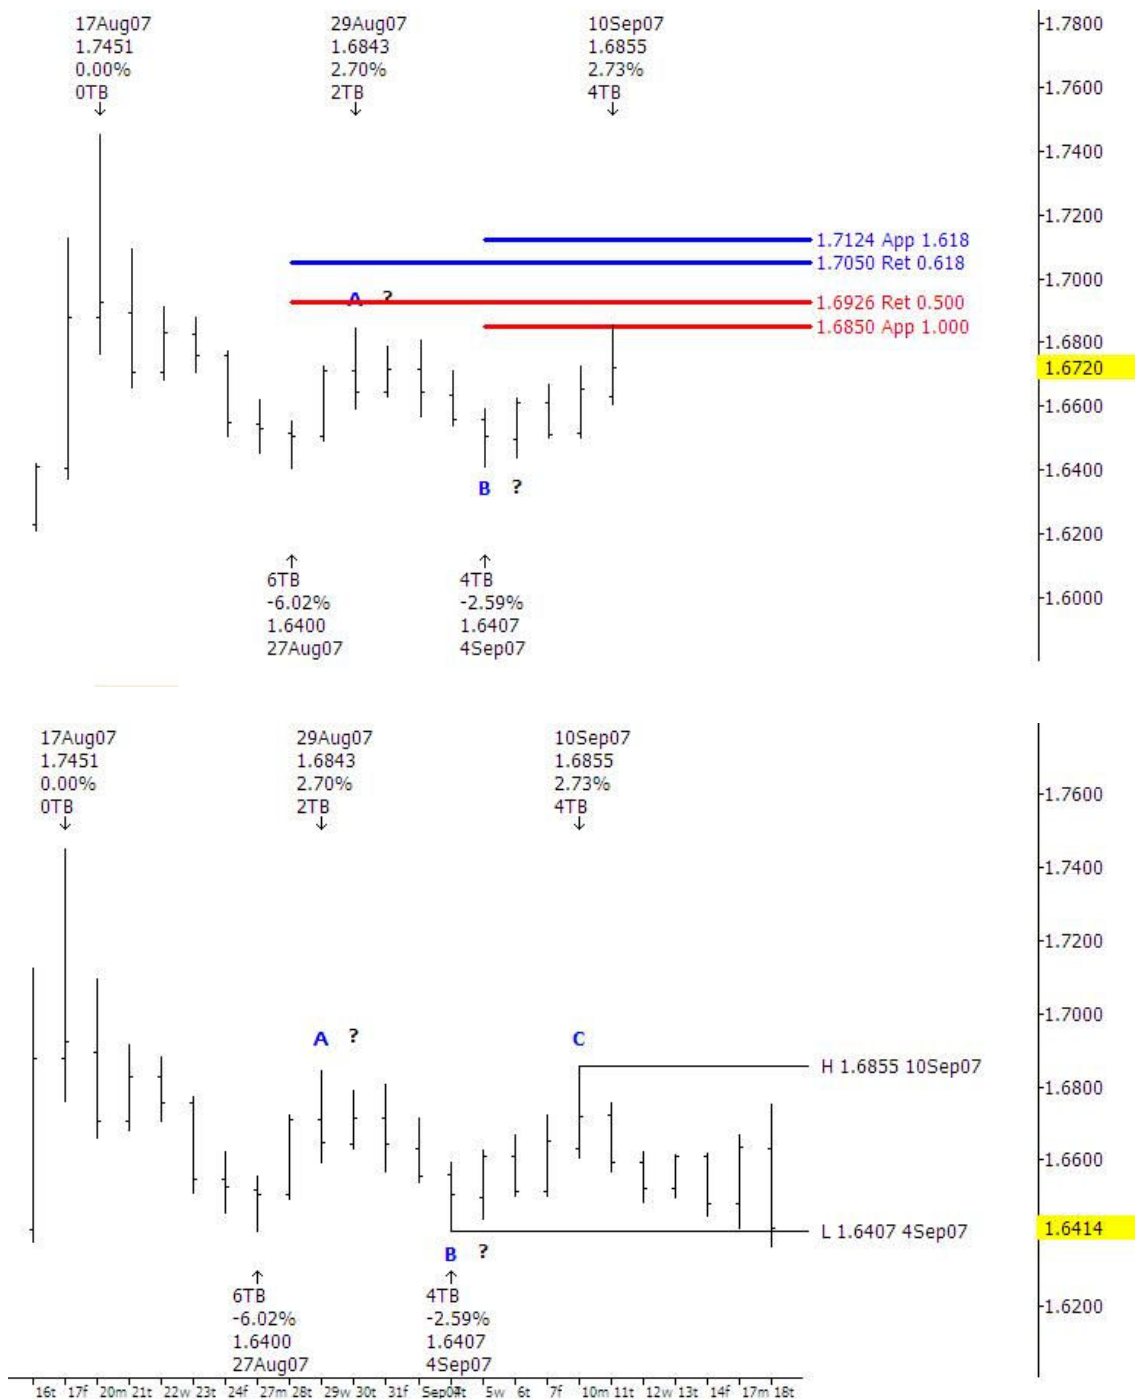 17Aug07 29Aug07 10Sep07
1.7451 1.6843 1.6855
0.00% 2.70% 2.73%
0TB 2TB 4TB
1.7800
1.7600
1.7400
1.7200
1.7124 App 1.618
1.7050 Ret 0.618
1.7000
A ?
1.6926 Ret 0.500
1.6850 App 1.000
1.6800
1.6720
1.6600
1.6400
B ?
1.6200
1.6000
6TB 4TB
-6.02% -2.59%
1.6400 1.6407
27Aug07 4Sep07
17Aug07 29Aug07 10Sep07
1.7451 1.6843 1.6855
0.00% 2.70% 2.73%
0TB 2TB 4TB
1.7600
1.7400
1.7200
1.7000
A ? C
H 1.6855 10Sep07
1.6800
1.6600
L 1.6407 4Sep07
1.6414
B ?
1.6200
6TB 4TB
-6.02% -2.59%
1.6400 1.6407
27Aug07 4Sep07
16t 17f 20m 21t 22w 23t 24f 27m 28t 29w 30t 31f 5w 6t 7f 10m 11t 12w 13t 14f 17m 18t